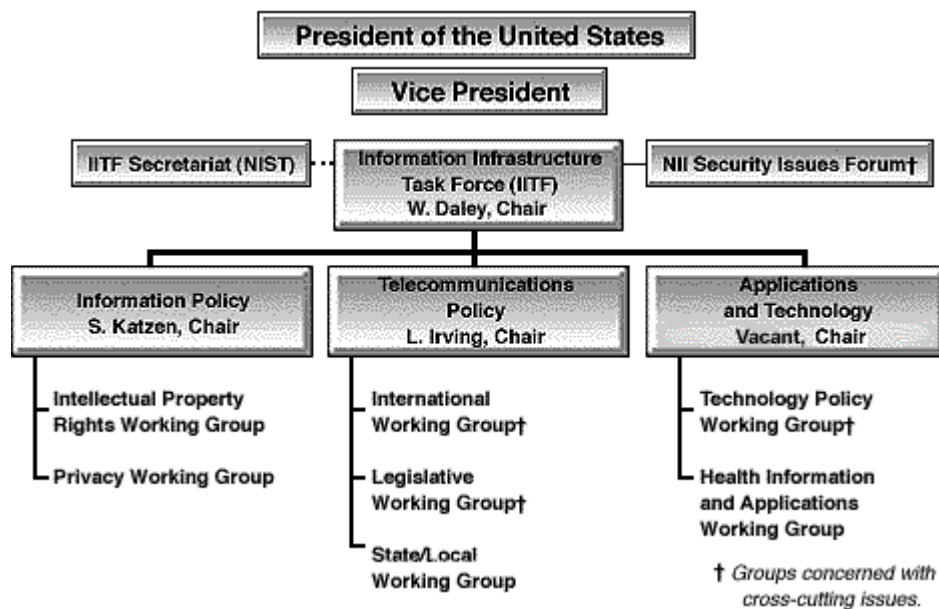 President of the United States
Vice President
IITF Secretariat (NIST)
Information Infrastructure
Task Force (IITF)
W. Daley, Chair
NII Security Issues Forum†
Information Policy
S. Katzen, Chair
Telecommunications
Policy
L. Irving, Chair
Applications
and Technology
Vacant, Chair
Intellectual Property
Rights Working Group
Privacy Working Group
International
Working Group†
Legislative
Working Group†
State/Local
Working Group
Technology Policy
Working Group†
Health Information
and Applications
Working Group
† Groups concerned with
cross-cutting issues.